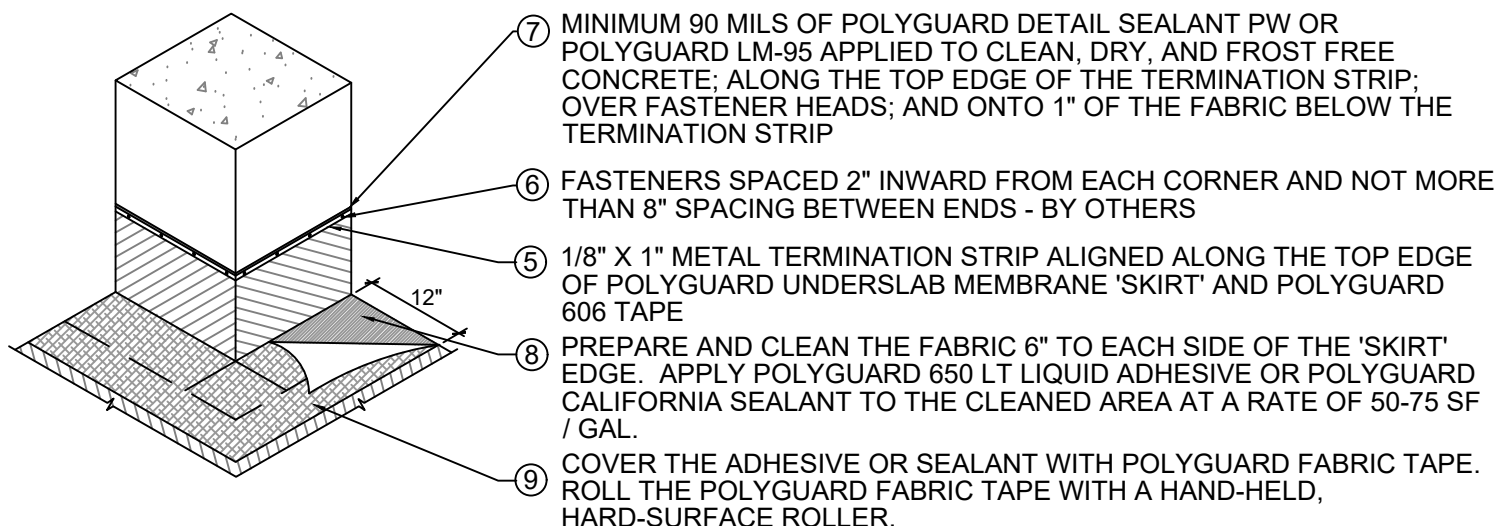 ⑦ MINIMUM 90 MILS OF POLYGUARD DETAIL SEALANT PW OR
POLYGUARD LM-95 APPLIED TO CLEAN, DRY, AND FROST FREE
CONCRETE; ALONG THE TOP EDGE OF THE TERMINATION STRIP;
OVER FASTENER HEADS; AND ONTO 1" OF THE FABRIC BELOW THE
TERMINATION STRIP
⑥ FASTENERS SPACED 2" INWARD FROM EACH CORNER AND NOT MORE
THAN 8" SPACING BETWEEN ENDS - BY OTHERS
⑤ 1/8" X 1" METAL TERMINATION STRIP ALIGNED ALONG THE TOP EDGE
OF POLYGUARD UNDERSLAB MEMBRANE 'SKIRT' AND POLYGUARD
606 TAPE
12"
⑧ PREPARE AND CLEAN THE FABRIC 6" TO EACH SIDE OF THE 'SKIRT'
EDGE. APPLY POLYGUARD 650 LT LIQUID ADHESIVE OR POLYGUARD
CALIFORNIA SEALANT TO THE CLEANED AREA AT A RATE OF 50-75 SF
/ GAL.
⑨ COVER THE ADHESIVE OR SEALANT WITH POLYGUARD FABRIC TAPE.
ROLL THE POLYGUARD FABRIC TAPE WITH A HAND-HELD,
HARD-SURFACE ROLLER.